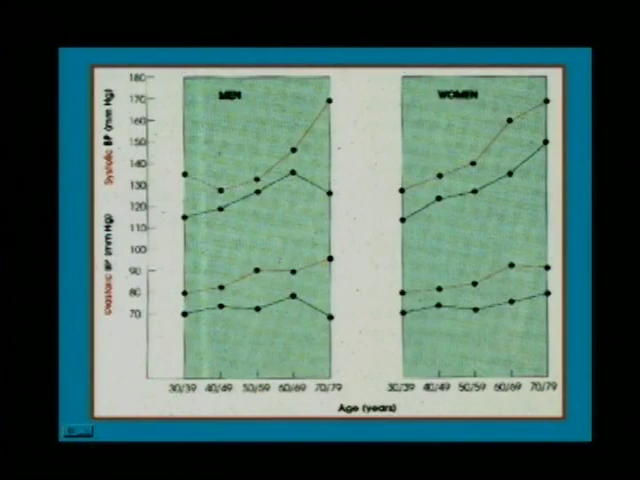 MEN
WOMEN
Systolic BP (mm Hg)
Diastolic BP (mm Hg)
180
170
160
150
140
130
120
110
100
90
80
70
30/39 40/49 50/59 60/69 70/79
30/39 40/49 50/59 60/69 70/79
Age (years)